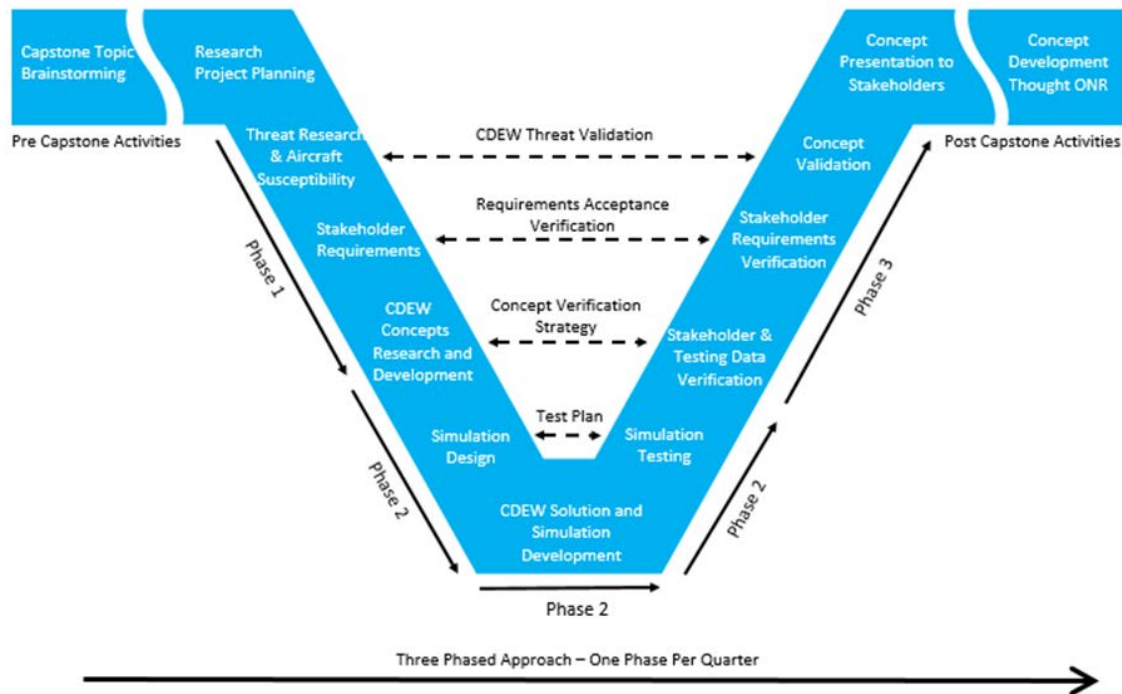 Capstone Topic
Brainstorming
Research
Project Planning
Concept
Presentation to
Stakeholders
Concept
Development
Thought ONR
Pre Capstone Activities
Post Capstone Activities
Threat Research
& Aircraft
Susceptibility
CDEW Threat Validation
Concept
Validation
Stakeholder
Requirements
Requirements Acceptance
Verification
Stakeholder
Requirements
Verification
Phase 1
Phase 3
CDEW
Concepts
Research and
Development
Concept Verification
Strategy
Stakeholder &
Testing Data
Verification
Simulation
Design
Test Plan
Simulation
Testing
Phase 2
Phase 2
CDEW Solution and
Simulation
Development
Phase 2
Three Phased Approach – One Phase Per Quarter